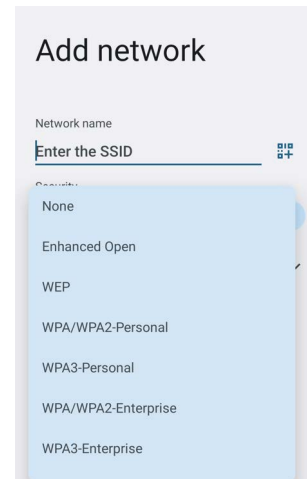 Add network
Network name
Enter the SSID
Security
None
Enhanced Open
WEP
WPA/WPA2-Personal
WPA3-Personal
WPA/WPA2-Enterprise
WPA3-Enterprise